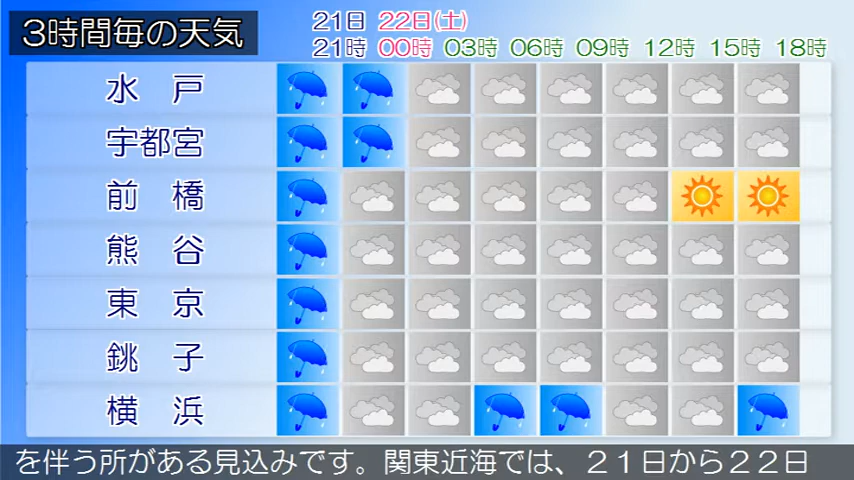 3時間毎の天気
21日 22日(土)
21時 00時 03時 06時 09時 12時 15時 18時
水 戸
宇都宮
前 橋
熊 谷
東 京
銚 子
横 浜
を伴う所がある見込みです。関東近海では、２１日から２２日